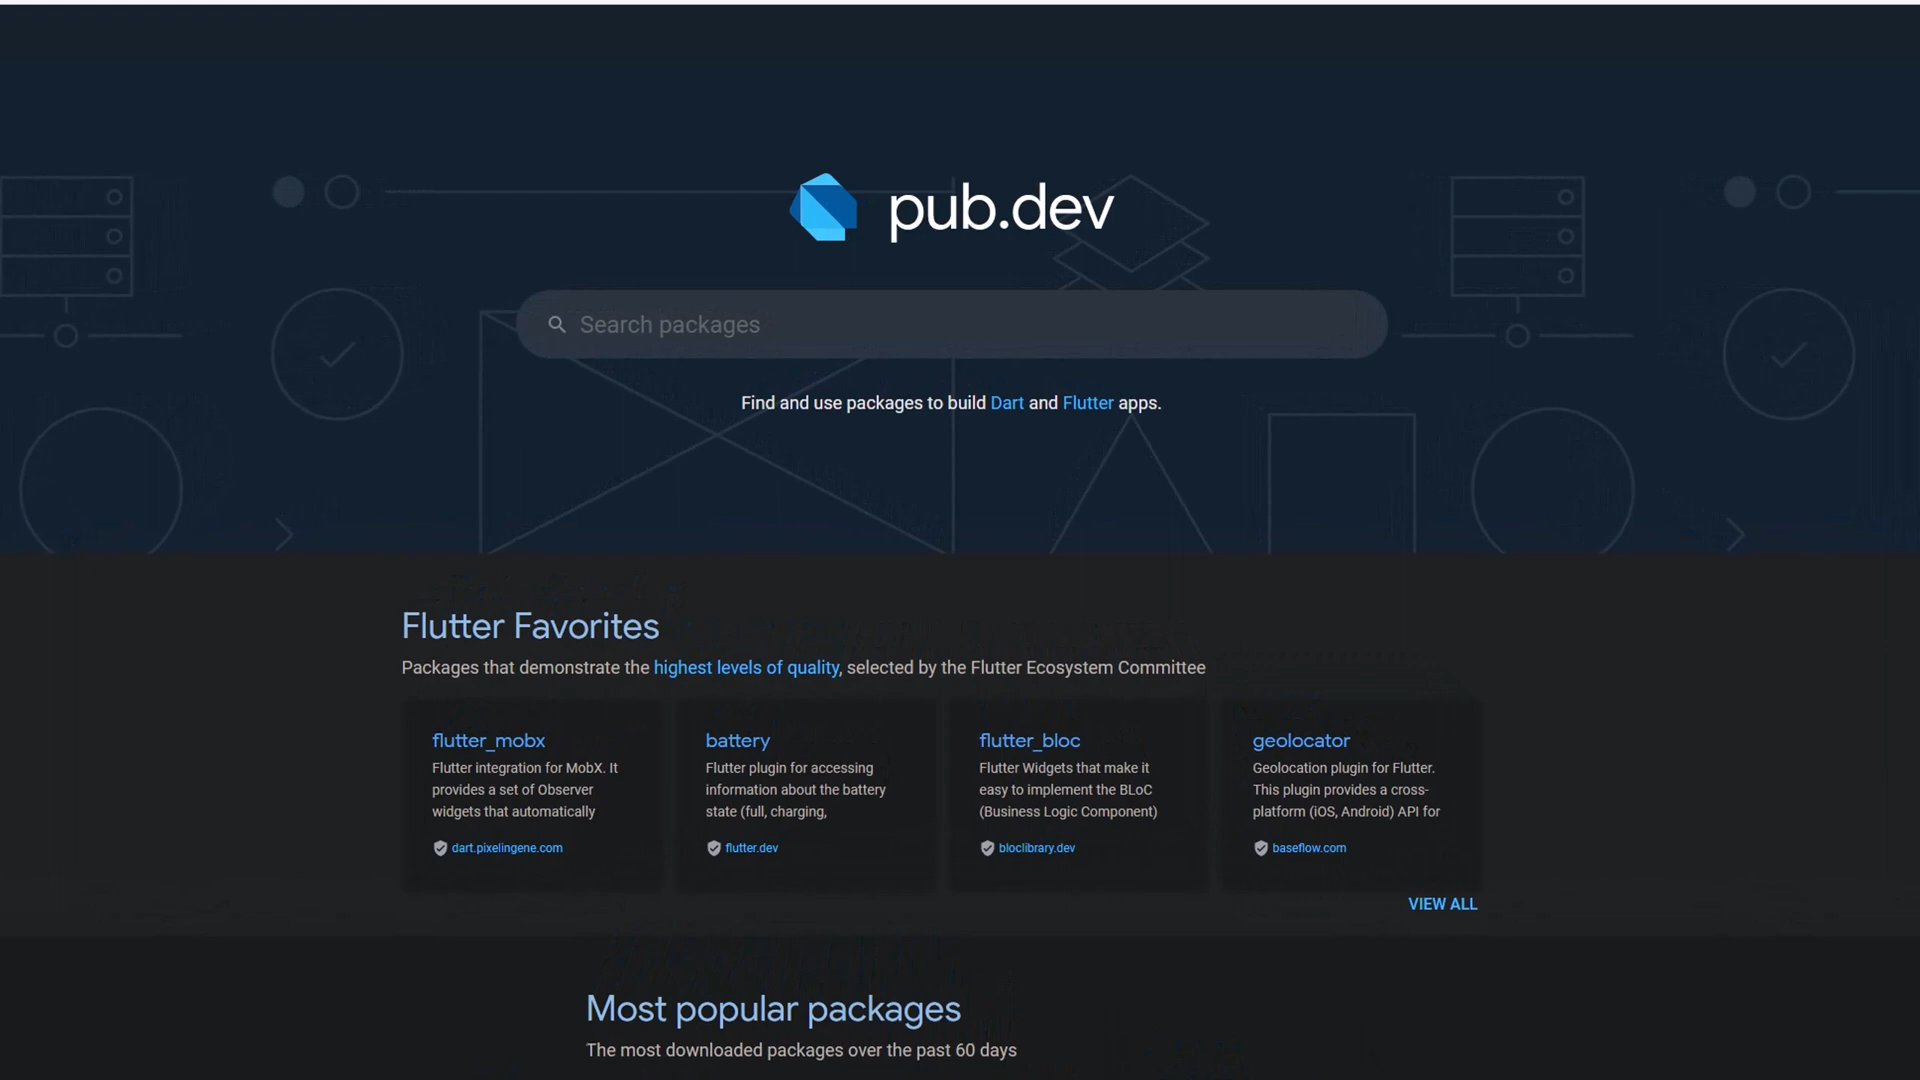 pub.dev
Search packages
Find and use packages to build Dart and Flutter apps.
Flutter Favorites
Packages that demonstrate the highest levels of quality, selected by the Flutter Ecosystem Committee
flutter_mobx
Flutter integration for MobX. It
provides a set of Observer
widgets that automatically
dart.pixelingene.com
battery
Flutter plugin for accessing
information about the battery
state (full, charging,
flutter.dev
flutter_bloc
Flutter Widgets that make it
easy to implement the BLoC
(Business Logic Component)
bloclibrary.dev
geolocator
Geolocation plugin for Flutter.
This plugin provides a cross-
platform (iOS, Android) API for
baseflow.com
VIEW ALL
Most popular packages
The most downloaded packages over the past 60 days